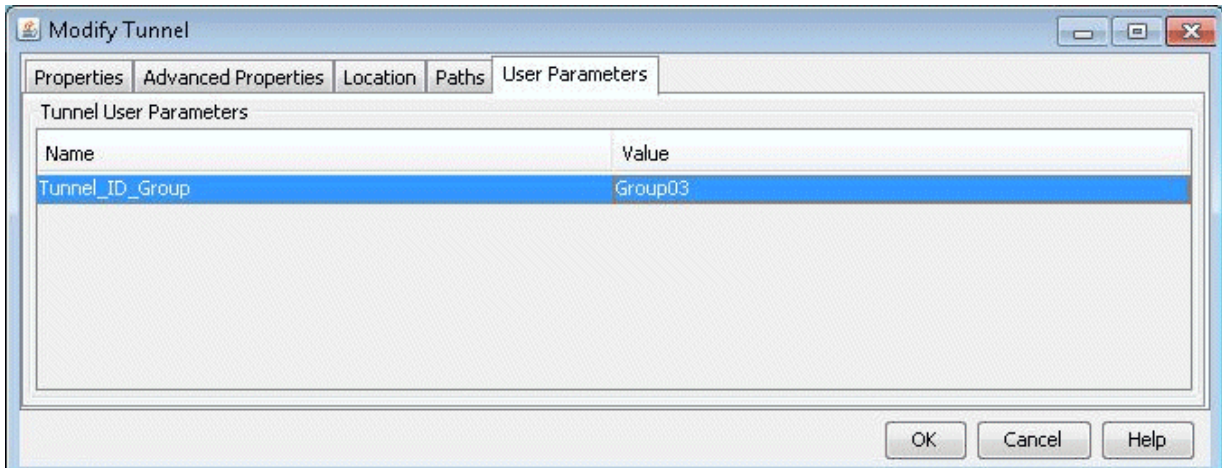 Modify Tunnel
Properties Advanced Properties Location Paths User Parameters
Tunnel User Parameters
Name Value
Tunnel_ID_Group Group03
OK Cancel Help